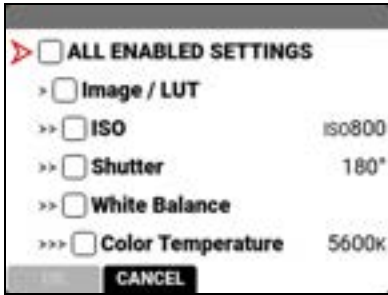 ALL ENABLED SETTINGS
> Image / LUT
>> ISO ISO800
>> Shutter 180°
>> White Balance
>>> Color Temperature 5600K
CANCEL